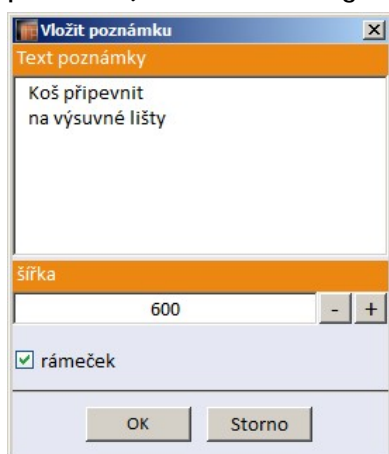 Vložit poznámku
Text poznámky
Koš připevnit
na výsuvné lišty
šířka
600 - +
rámeček
OK Storno